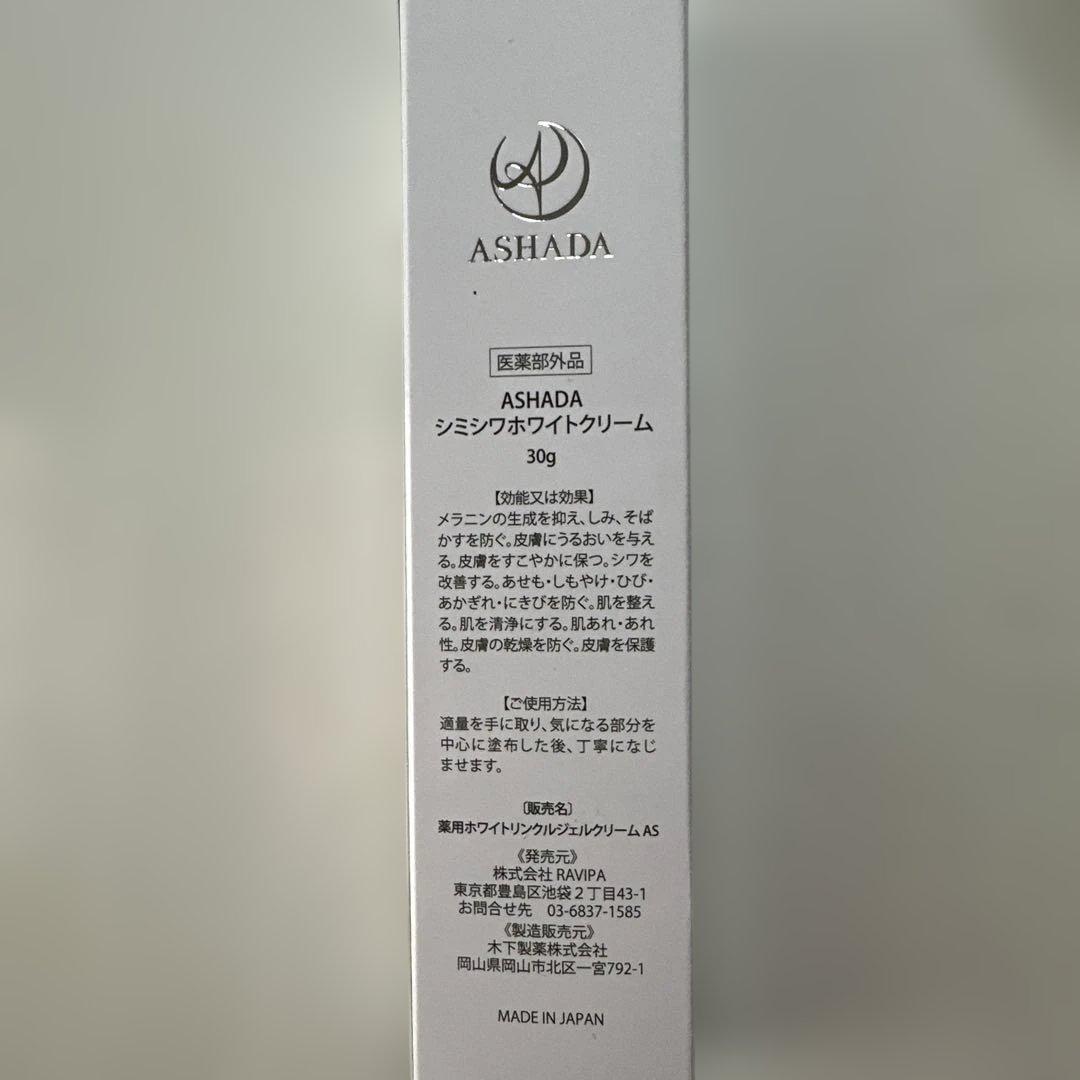 ASHADA
医薬部外品
ASHADA
シミシワホワイトクリーム
30g
【効能又は効果】
メラニンの生成を抑え、しみ、そば
かすを防ぐ。皮膚にうるおいを与え
る。皮膚をすこやかに保つ。シワを
改善する。あせも・しもやけ・ひび・
あかぎれ・にきびを防ぐ。肌を整え
る。肌を清浄にする。肌あれ・あれ
性。皮膚の乾燥を防ぐ。皮膚を保護
する。
【ご使用方法】
適量を手に取り、気になる部分を
中心に塗布した後、丁寧になじ
ませます。
〔販売名〕
薬用ホワイトリンクルジェルクリーム AS
《発売元》
株式会社 RAVIPA
東京都豊島区池袋2丁目43-1
お問合せ先　03-6837-1585
《製造販売元》
木下製薬株式会社
岡山県岡山市北区一宮792-1
MADE IN JAPAN